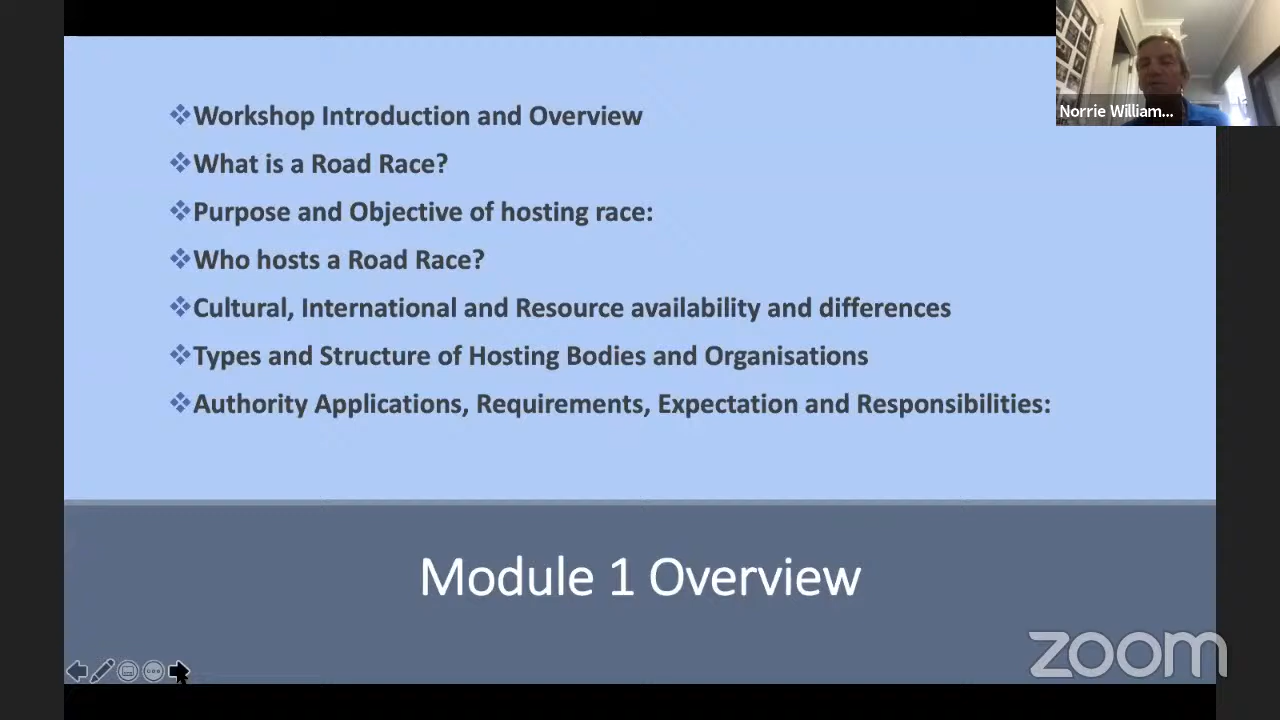 Workshop Introduction and Overview
What is a Road Race?
Purpose and Objective of hosting race:
Who hosts a Road Race?
Cultural, International and Resource availability and differences
Types and Structure of Hosting Bodies and Organisations
Authority Applications, Requirements, Expectation and Responsibilities:
Module 1 Overview
Norrie William...
zoom